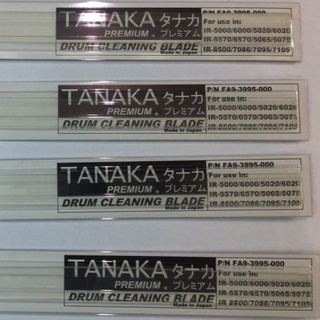 TANAKA タナカ
PREMIUM ® プレミアム
DRUM CLEANING BLADE
Made in Japan
P/N FA9-3995-000
For use in:
IR-5000/6000/5020/6020
IR-5570/6570/5065/5075
IR-8500/7086/7095/7105
TANAKA タナカ
PREMIUM ® プレミアム
DRUM CLEANING BLADE
Made in Japan
P/N FA9-3995-000
For use in:
IR-5000/6000/5020/6020
IR-5570/6570/5065/5075
IR-8500/7086/7095/7105
TANAKA タナカ
PREMIUM ® プレミアム
DRUM CLEANING BLADE
Made in Japan
P/N FA9-3995-000
For use in:
IR-5000/6000/5020/6020
IR-5570/6570/5065/5075
IR-8500/7086/7095/7105
TANAKA タナカ
PREMIUM ® プレミアム
DRUM CLEANING BLADE
Made in Japan
P/N FA9-3995-000
For use in:
IR-5000/6000/5020/6020
IR-5570/6570/5065/5075
IR-8500/7086/7095/7105